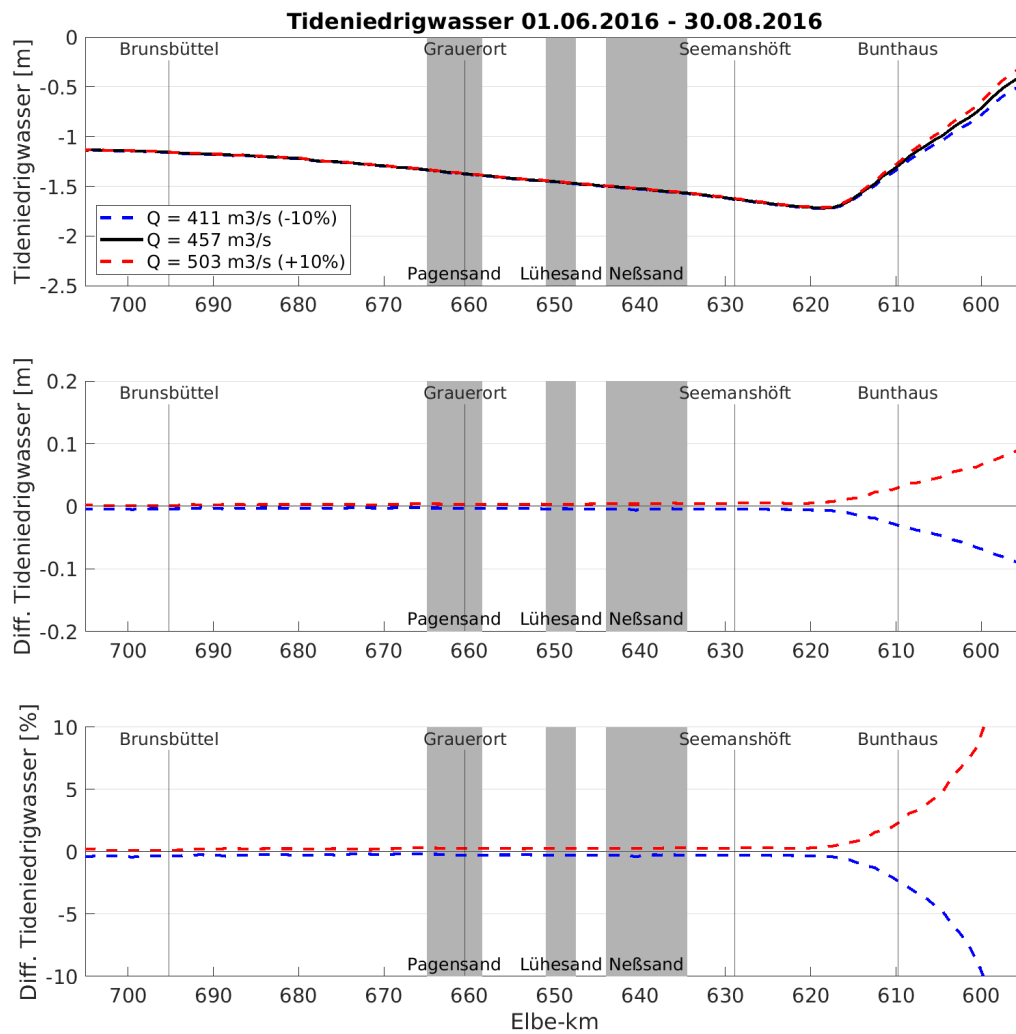 Tideniedrigwasser 01.06.2016 - 30.08.2016
Tideniedrigwasser [m]
0
-0.5
-1
-1.5
-2
-2.5
Brunsbüttel Grauerort Seemanshöft Bunthaus
Q = 411 m3/s (-10%)
Q = 457 m3/s
Q = 503 m3/s (+10%)
Pagensand Lühesand Neßsand
700 690 680 670 660 650 640 630 620 610 600
Diff. Tideniedrigwasser [m]
0.2
0.1
0
-0.1
-0.2
Brunsbüttel Grauerort Seemanshöft Bunthaus
Pagensand Lühesand Neßsand
700 690 680 670 660 650 640 630 620 610 600
Diff. Tideniedrigwasser [%]
10
5
0
-5
-10
Brunsbüttel Grauerort Seemanshöft Bunthaus
Pagensand Lühesand Neßsand
700 690 680 670 660 650 640 630 620 610 600
Elbe-km